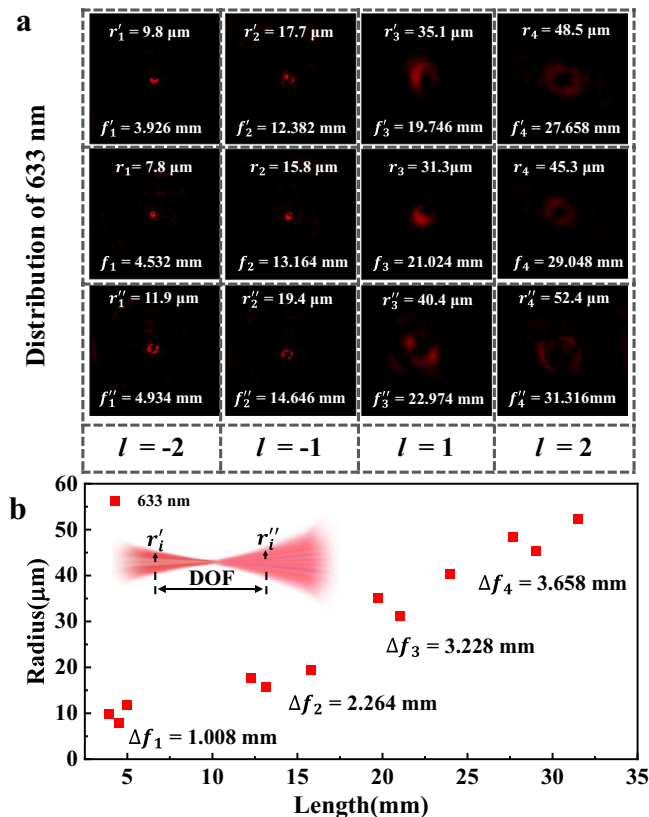 a
Distribution of 633 nm
r′₁ = 9.8 μm
r′₂ = 17.7 μm
r′₃ = 35.1 μm
r₄ = 48.5 μm
f′₁ = 3.926 mm
f′₂ = 12.382 mm
f′₃ = 19.746 mm
f′₄ = 27.658 mm
r₁ = 7.8 μm
r₂ = 15.8 μm
r₃ = 31.3μm
r₄ = 45.3 μm
f₁ = 4.532 mm
f₂ = 13.164 mm
f₃ = 21.024 mm
f₄ = 29.048 mm
r″₁ = 11.9 μm
r″₂ = 19.4 μm
r″₃ = 40.4 μm
r″₄ = 52.4 μm
f″₁ = 4.934 mm
f″₂ = 14.646 mm
f″₃ = 22.974 mm
f″₄ = 31.316mm
l = -2
l = -1
l = 1
l = 2
b
633 nm
r′ᵢ
r″ᵢ
DOF
Δf₄ = 3.658 mm
Δf₃ = 3.228 mm
Δf₂ = 2.264 mm
Δf₁ = 1.008 mm
Radius(μm)
60
50
40
30
20
10
0
5
10
15
20
25
30
35
Length(mm)